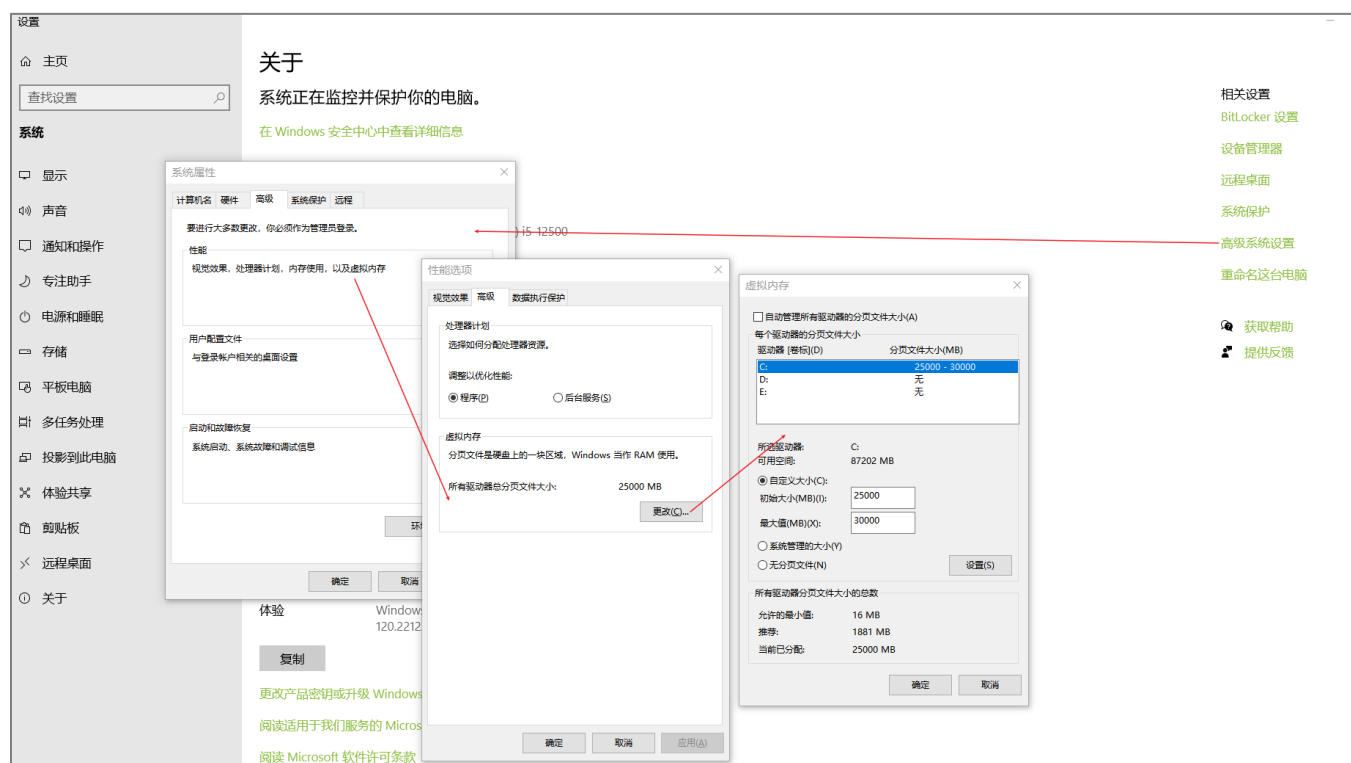 设置
主页
查找设置
系统
显示
声音
通知和操作
专注助手
电源和睡眠
存储
平板电脑
多任务处理
投影到此电脑
体验共享
剪贴板
远程桌面
关于
关于
系统正在监控并保护你的电脑。
在 Windows 安全中心中查看详细信息
i5-12500
体验 Window
120.2212
复制
更改产品密钥或升级 Windows
阅读适用于我们服务的 Micros
阅读 Microsoft 软件许可条款
相关设置
BitLocker 设置
设备管理器
远程桌面
系统保护
高级系统设置
重命名这台电脑
获取帮助
提供反馈
系统属性
计算机名 硬件 高级 系统保护 远程
要进行大多数更改，你必须作为管理员登录。
性能
视觉效果，处理器计划，内存使用，以及虚拟内存
用户配置文件
与登录帐户相关的桌面设置
启动和故障恢复
系统启动、系统故障和调试信息
确定 取消
性能选项
视觉效果 高级 数据执行保护
处理器计划
选择如何分配处理器资源。
调整以优化性能:
程序(P) 后台服务(S)
虚拟内存
分页文件是硬盘上的一块区域，Windows 当作 RAM 使用。
所有驱动器总分页文件大小: 25000 MB
更改(C)...
确定 取消 应用(A)
虚拟内存
自动管理所有驱动器的分页文件大小(A)
每个驱动器的分页文件大小
驱动器 [卷标](D) 分页文件大小(MB)
C: 25000 - 30000
D: 无
E: 无
所选驱动器: C:
可用空间: 87202 MB
自定义大小(C):
初始大小(MB)(I): 25000
最大值(MB)(X): 30000
系统管理的大小(Y)
无分页文件(N) 设置(S)
所有驱动器分页文件大小的总数
允许的最小值: 16 MB
推荐: 1881 MB
当前已分配: 25000 MB
确定 取消